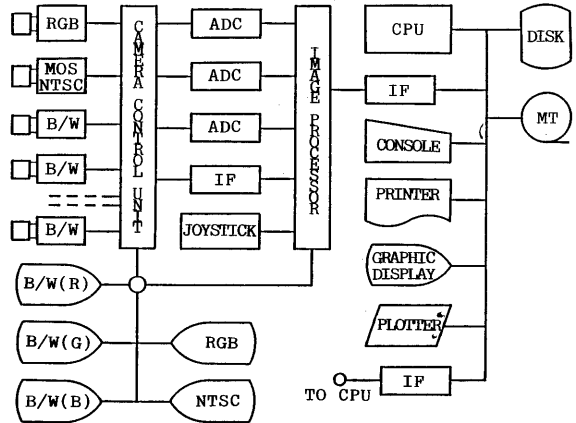 RGB
MOS
NTSC
B/W
B/W
B/W
CAMERA CONTROL UNIT
ADC
ADC
ADC
IF
JOYSTICK
IMAGE PROCESSOR
CPU
DISK
IF
MT
CONSOLE
PRINTER
GRAPHIC
DISPLAY
PLOTTER
IF
TO CPU
B/W(R)
B/W(G)
RGB
B/W(B)
NTSC